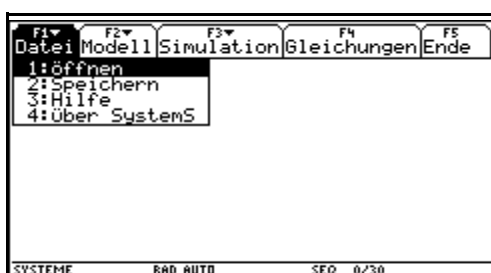 F1▾ F2▾ F3▾ F4 F5
Datei Modell Simulation Gleichungen Ende
1:öffnen
2:Speichern
3:Hilfe
4:über SystemS
SYSTEME RAD AUTO SEQ 0/30